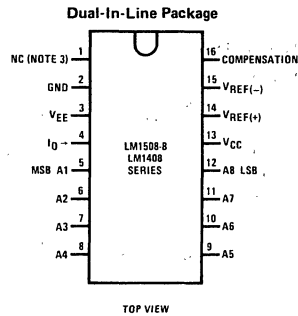 Dual-In-Line Package
NC (NOTE 3) 1
GND 2
VEE 3
IO → 4
MSB A1 5
A2 6
A3 7
A4 8
LM1508-8
LM1408
SERIES
16 COMPENSATION
15 VREF(−)
14 VREF(+)
13 VCC
12 A8 LSB
11 A7
10 A6
9 A5
TOP VIEW